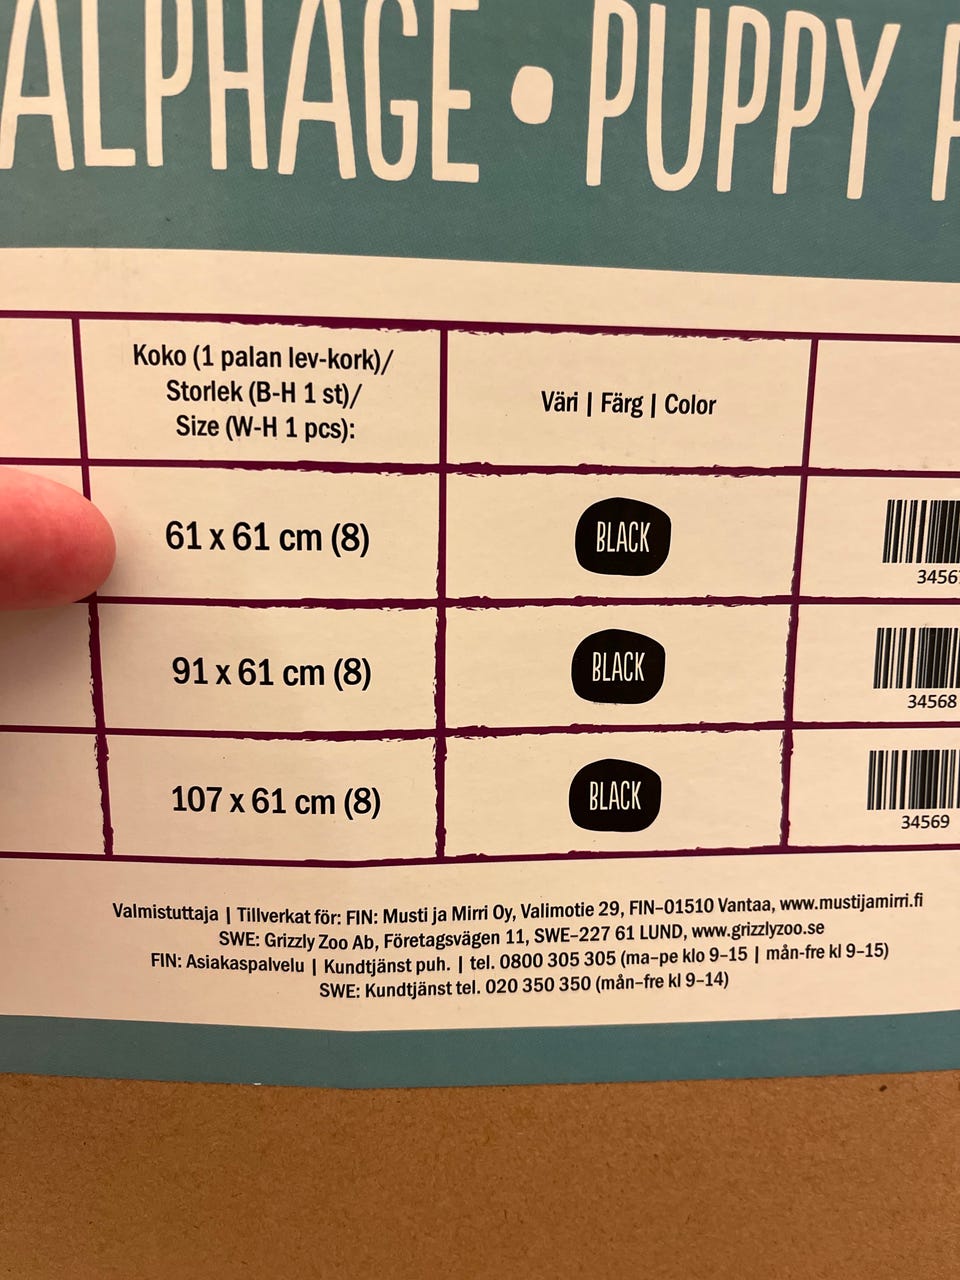 ALPHAGE • PUPPY
Koko (1 palan lev-kork)/
Storlek (B-H 1 st)/
Size (W-H 1 pcs):
Väri | Färg | Color
61 x 61 cm (8)
BLACK
3456
91 x 61 cm (8)
BLACK
34568
107 x 61 cm (8)
BLACK
34569
Valmistuttaja | Tillverkat för: FIN: Musti ja Mirri Oy, Valimotie 29, FIN–01510 Vantaa, www.mustijamirri.fi
SWE: Grizzly Zoo Ab, Företagsvägen 11, SWE–227 61 LUND, www.grizzlyzoo.se
FIN: Asiakaspalvelu | Kundtjänst puh. | tel. 0800 305 305 (ma–pe klo 9–15 | mån-fre kl 9–15)
SWE: Kundtjänst tel. 020 350 350 (mån–fre kl 9–14)